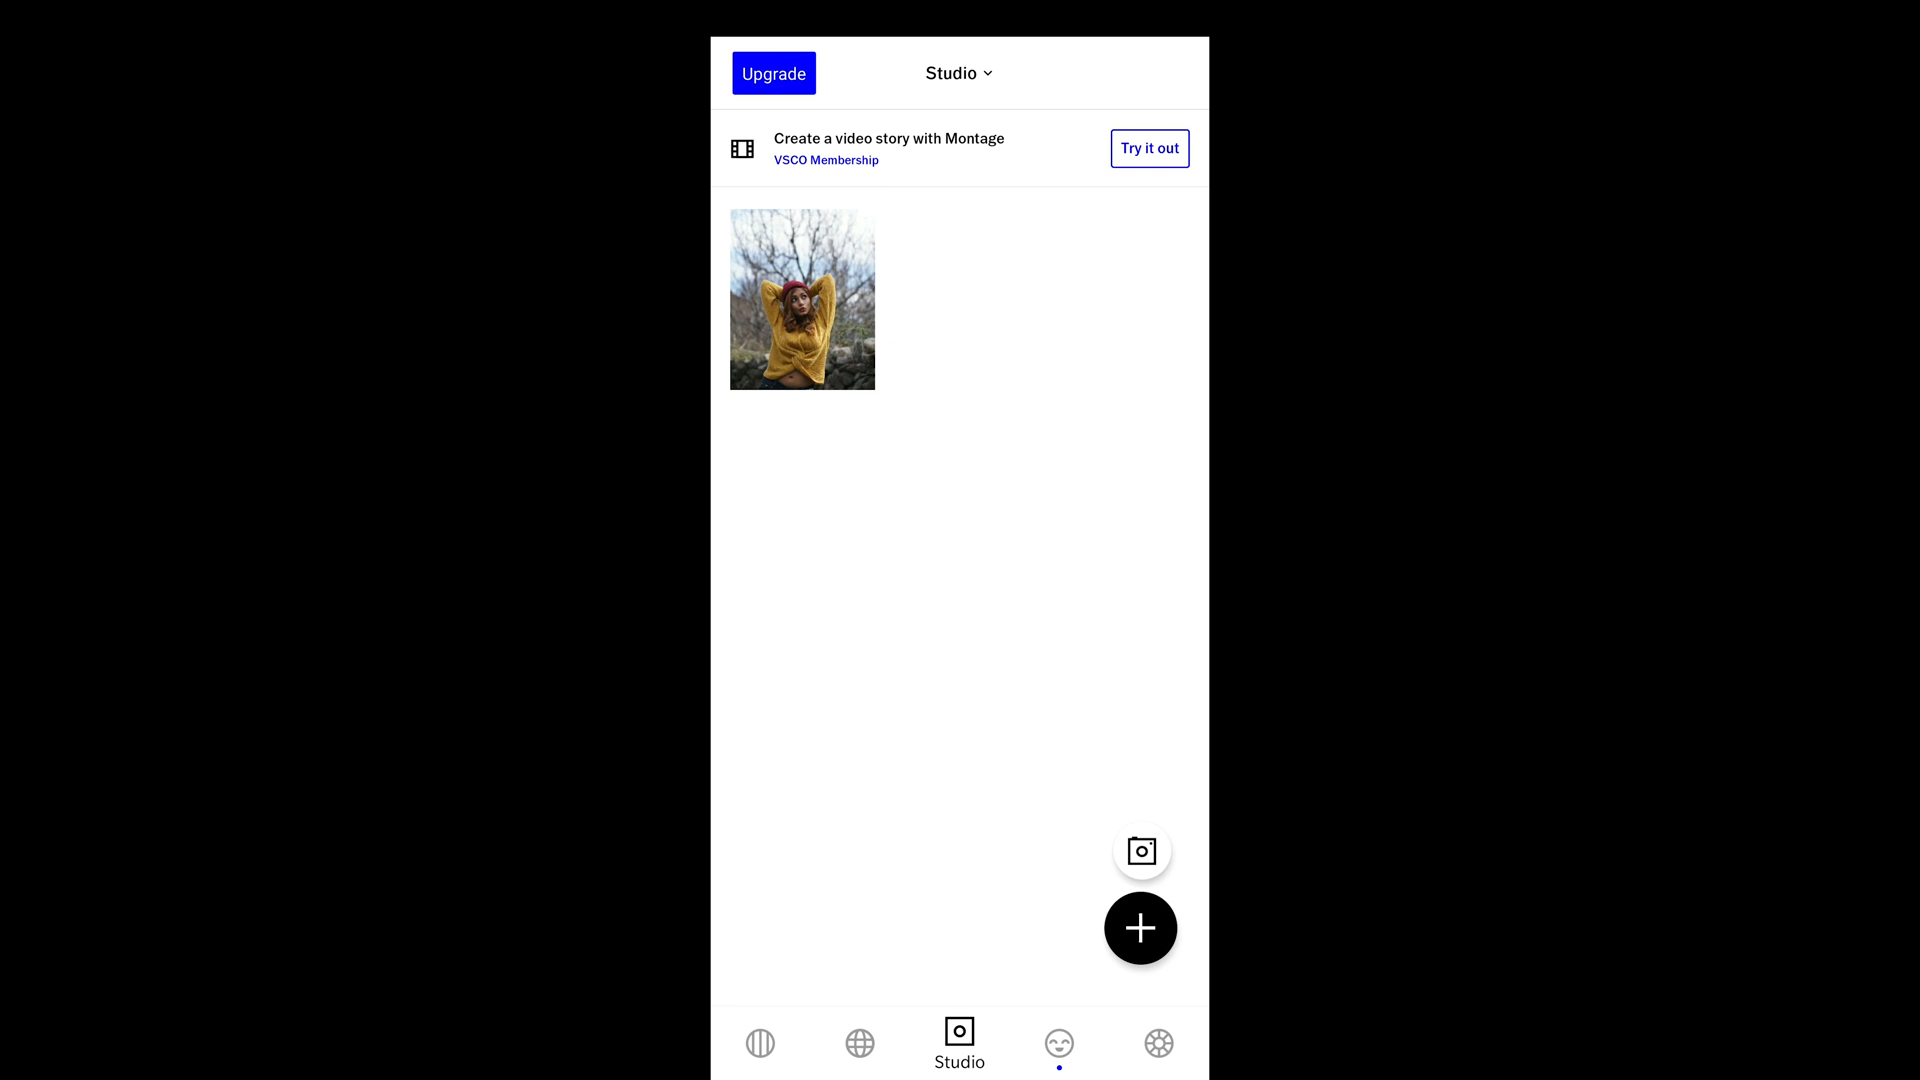 Upgrade
Studio
Create a video story with Montage
VSCO Membership
Try it out
Studio